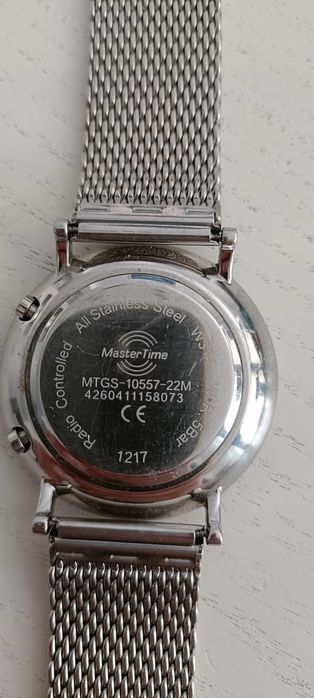 Radio Controlled All Stainless Steel 5Bar
MasterTime
MTGS-10557-22M
4260411158073
CE
1217